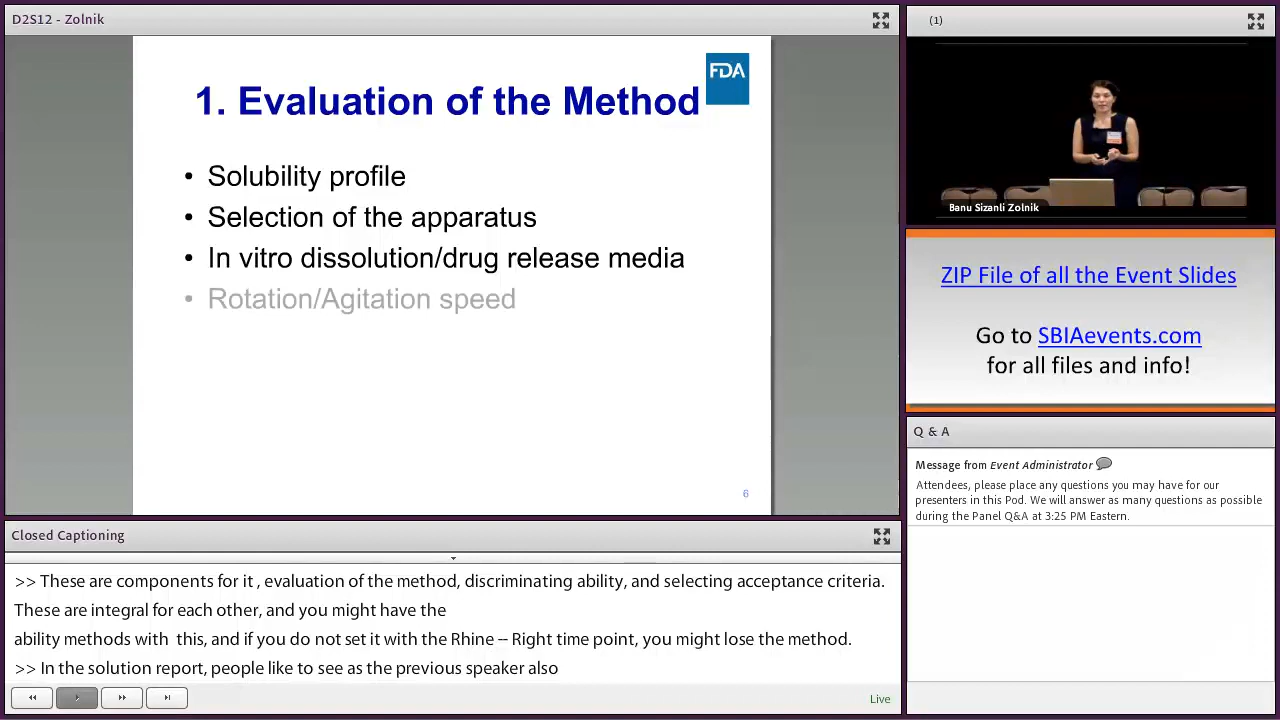 D2S12 - Zolnik
FDA
1. Evaluation of the Method
• Solubility profile
• Selection of the apparatus
• In vitro dissolution/drug release media
• Rotation/Agitation speed
6
(1)
Banu Sizanli Zolnik
ZIP File of all the Event Slides
Go to SBIAevents.com
for all files and info!
Q & A
Message from Event Administrator
Attendees, please place any questions you may have for our
presenters in this Pod. We will answer as many questions as possible
during the Panel Q&A at 3:25 PM Eastern.
Closed Captioning
>> These are components for it , evaluation of the method, discriminating ability, and selecting acceptance criteria.
These are integral for each other, and you might have the
ability methods with this, and if you do not set it with the Rhine -- Right time point, you might lose the method.
>> In the solution report, people like to see as the previous speaker also
Live